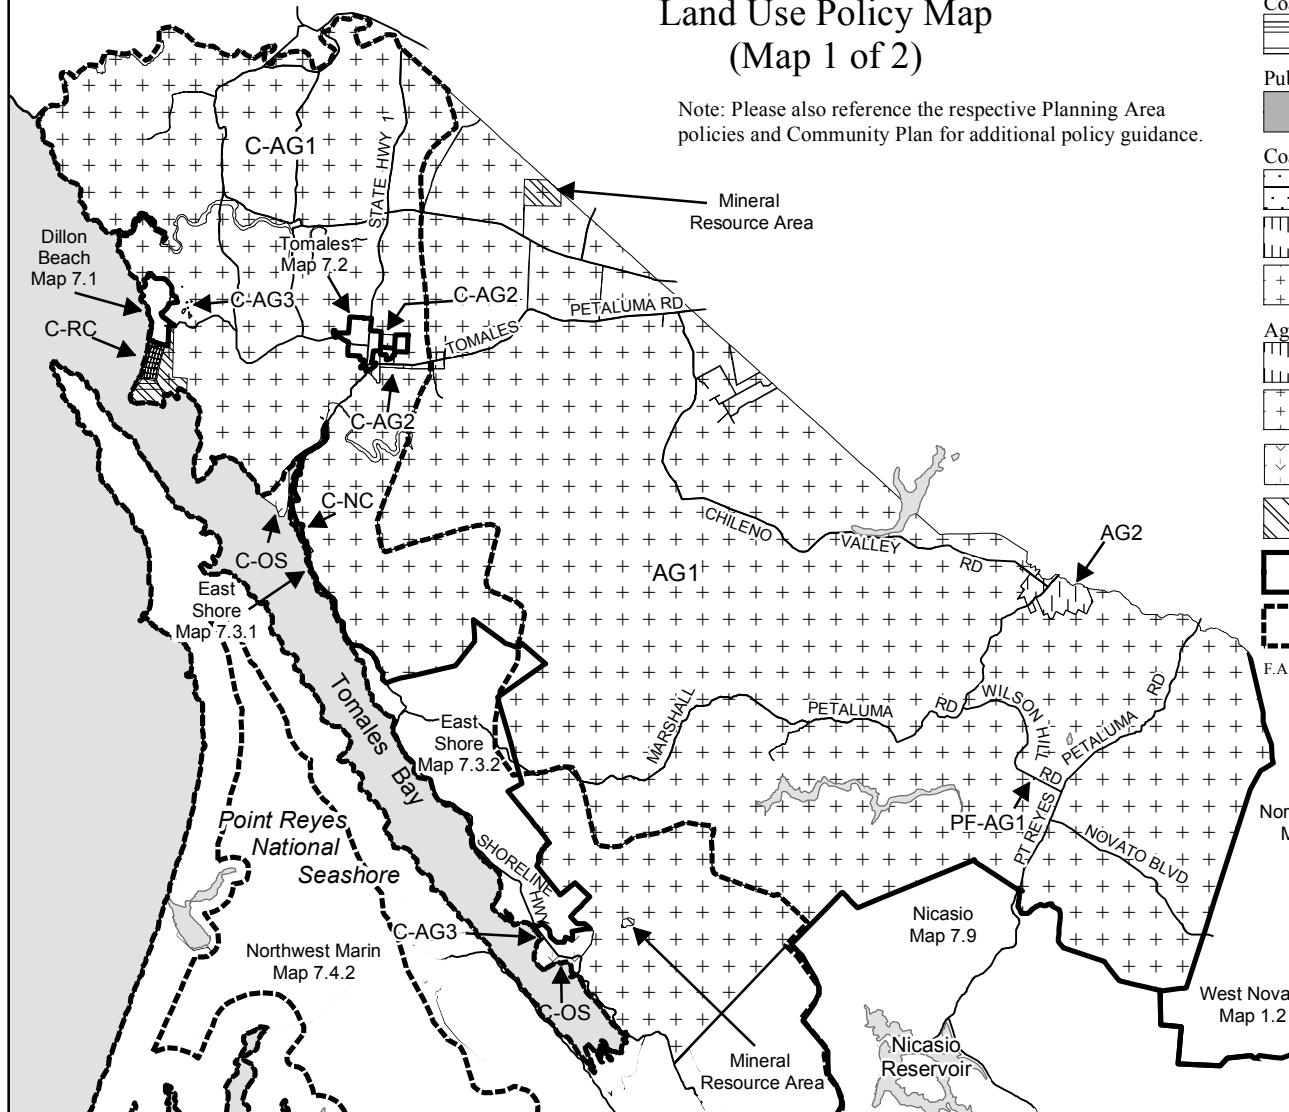 Land Use Policy Map
(Map 1 of 2)
Note: Please also reference the respective Planning Area
policies and Community Plan for additional policy guidance.
C-AG1
STATE HWY 1
Mineral
Resource Area
Dillon
Beach
Map 7.1
Tomales
Map 7.2
C-AG3
C-AG2
C-RC
TOMALES
PETALUMA RD
C-AG2
C-NC
C-OS
CHILENO
VALLEY
RD
AG2
AG1
East
Shore
Map 7.3.1
Tomales
Bay
East
Shore
Map 7.3.2
MARSHALL
PETALUMA
RD
WILSON HILL
RD
PETALUMA
RD
PT REYES
PF-AG1
NOVATO BLVD
Point Reyes
National
Seashore
SHORELINE
HWY
C-AG3
Northwest Marin
Map 7.4.2
C-OS
Nicasio
Map 7.9
Mineral
Resource Area
Nicasio
Reservoir
West Nova
Map 1.2
F.A